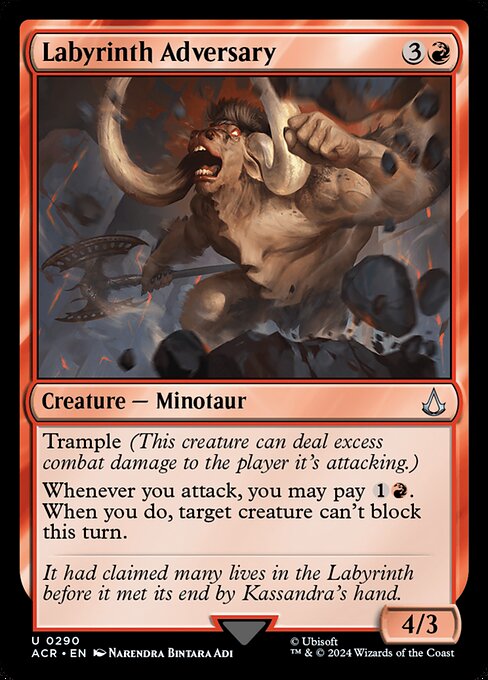 Labyrinth Adversary 3
Creature — Minotaur
Trample (This creature can deal excess
combat damage to the player it's attacking.)
Whenever you attack, you may pay 1.
When you do, target creature can't block
this turn.
It had claimed many lives in the Labyrinth
before it met its end by Kassandra's hand.
4/3
U 0290
ACR • EN Narendra Bintara Adi
© Ubisoft
™ & © 2024 Wizards of the Coast